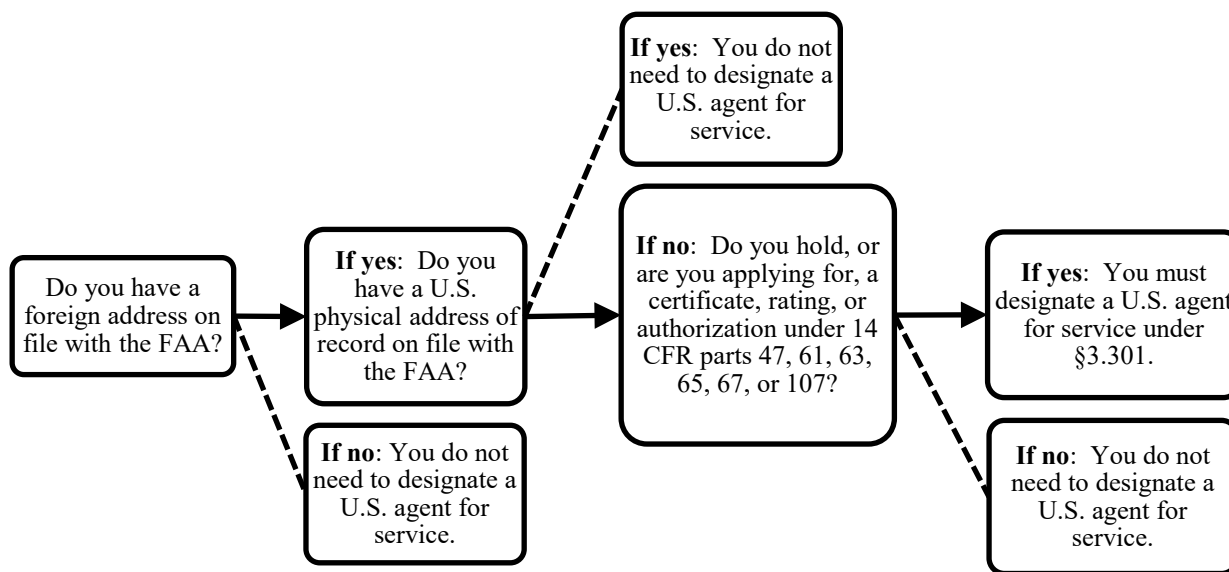 Do you have a
foreign address on
file with the FAA?
If yes:  Do you
have a U.S.
physical address of
record on file with
the FAA?
If no: You do not
need to designate a
U.S. agent for
service.
If yes:  You do not
need to designate a
U.S. agent for
service.
If no:  Do you hold, or
are you applying for, a
certificate, rating, or
authorization under 14
CFR parts 47, 61, 63,
65, 67, or 107?
If yes:  You must
designate a U.S. agent
for service under
§3.301.
If no:  You do not
need to designate a
U.S. agent for
service.